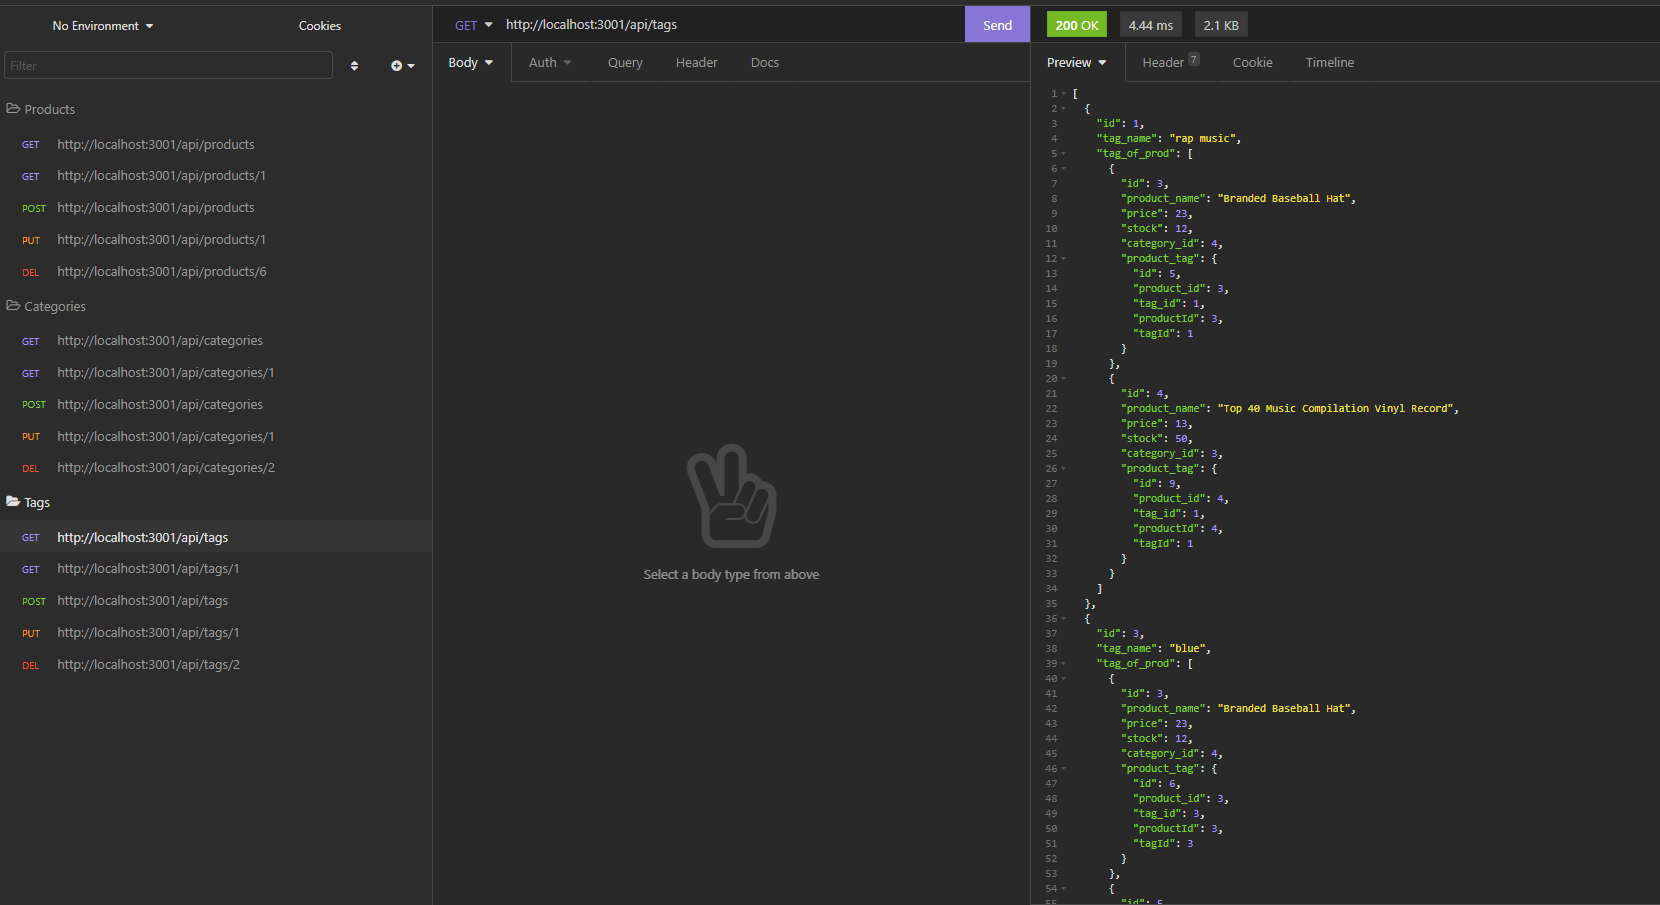 No Environment
Cookies
Filter
Products
GET http://localhost:3001/api/products
GET http://localhost:3001/api/products/1
POST http://localhost:3001/api/products
PUT http://localhost:3001/api/products/1
DEL http://localhost:3001/api/products/6
Categories
GET http://localhost:3001/api/categories
GET http://localhost:3001/api/categories/1
POST http://localhost:3001/api/categories
PUT http://localhost:3001/api/categories/1
DEL http://localhost:3001/api/categories/2
Tags
GET http://localhost:3001/api/tags
GET http://localhost:3001/api/tags/1
POST http://localhost:3001/api/tags
PUT http://localhost:3001/api/tags/1
DEL http://localhost:3001/api/tags/2
GET http://localhost:3001/api/tags Send
Body Auth Query Header Docs
Select a body type from above
200 OK 4.44 ms 2.1 KB
Preview Header 7 Cookie Timeline
1 [
2 {
3 "id": 1,
4 "tag_name": "rap music",
5 "tag_of_prod": [
6 {
7 "id": 3,
8 "product_name": "Branded Baseball Hat",
9 "price": 23,
10 "stock": 12,
11 "category_id": 4,
12 "product_tag": {
13 "id": 5,
14 "product_id": 3,
15 "tag_id": 1,
16 "productId": 3,
17 "tagId": 1
18 }
19 },
20 {
21 "id": 4,
22 "product_name": "Top 40 Music Compilation Vinyl Record",
23 "price": 13,
24 "stock": 50,
25 "category_id": 3,
26 "product_tag": {
27 "id": 9,
28 "product_id": 4,
29 "tag_id": 1,
30 "productId": 4,
31 "tagId": 1
32 }
33 }
34 ]
35 },
36 {
37 "id": 3,
38 "tag_name": "blue",
39 "tag_of_prod": [
40 {
41 "id": 3,
42 "product_name": "Branded Baseball Hat",
43 "price": 23,
44 "stock": 12,
45 "category_id": 4,
46 "product_tag": {
47 "id": 6,
48 "product_id": 3,
49 "tag_id": 3,
50 "productId": 3,
51 "tagId": 3
52 }
53 },
54 {
55 "id": 5